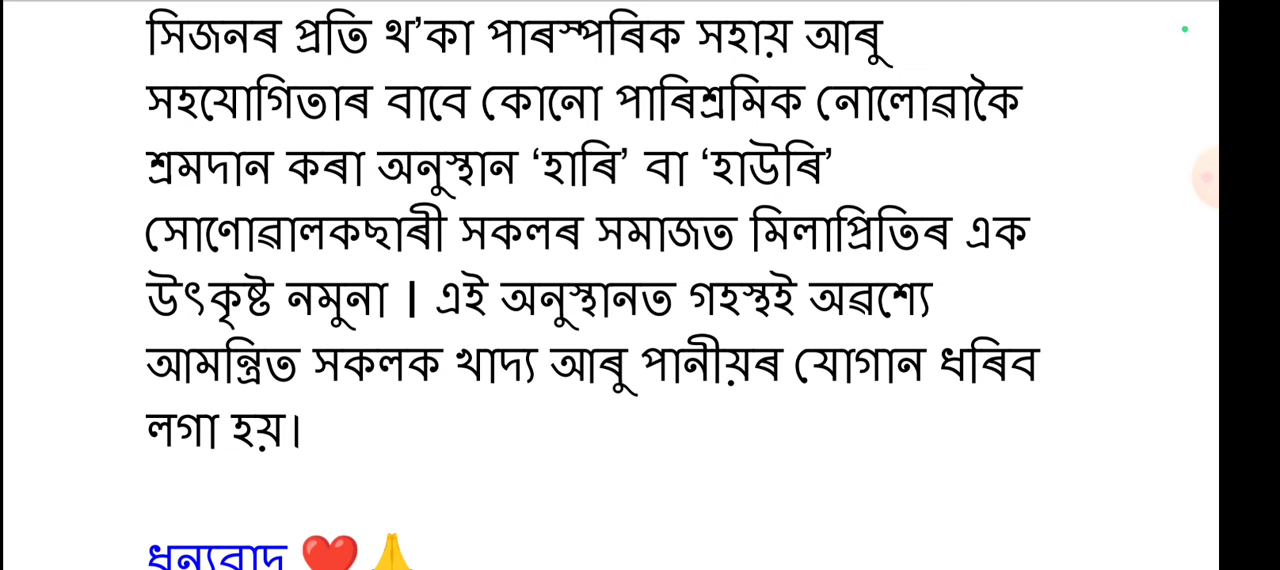 সিজনৰ প্ৰতি থ’কা পাৰস্পৰিক সহায় আৰু
সহযোগিতাৰ বাবে কোনো পাৰিশ্ৰমিক নোলোৱাকৈ
শ্ৰমদান কৰা অনুস্থান ‘হাৰি’ বা ‘হাউৰি’
সোণোৱালকছাৰী সকলৰ সমাজত মিলাপ্ৰিতিৰ এক
উৎকৃষ্ট নমুনা । এই অনুস্থানত গহস্থই অৱশ্যে
আমন্ত্ৰিত সকলক খাদ্য আৰু পানীয়ৰ যোগান ধৰিব
লগা হয়।
ধন্যবাদ ❤️🙏